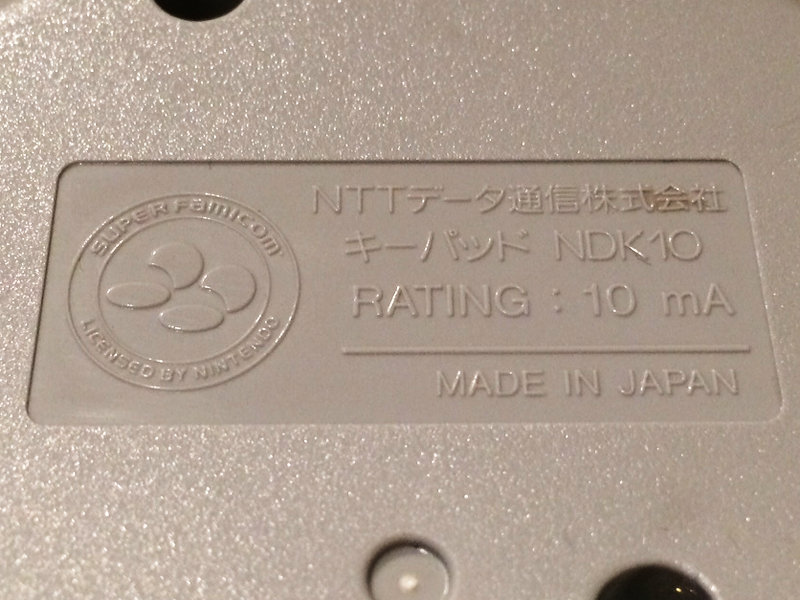 SUPER FAMICOM
LICENSED BY NINTENDO
NTTデータ通信株式会社
キーパッド NDK10
RATING : 10 mA
MADE IN JAPAN